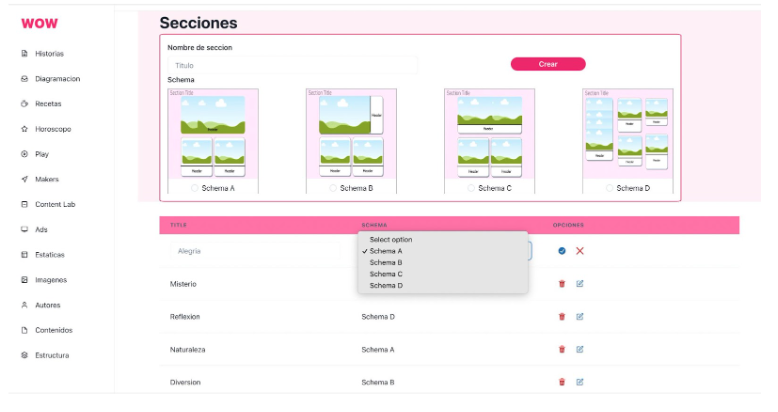 WOW
Secciones
Historias
Diagramacion
Recetas
Horoscopo
Play
Makers
Content Lab
Ads
Estaticas
Imagenes
Autores
Contenidos
Estructura
Nombre de seccion
Titulo
Crear
Schema
Section Title
Header
Header
Header
Schema A
Section Title
Header
Header
Header
Schema B
Section Title
Header
Header
Header
Schema C
Section Title
Header
Header
Header
Header
Header
Schema D
TITLE SCHEMA OPCIONES
Alegria
Select option
✓ Schema A
Schema B
Schema C
Schema D
Misterio
Reflexion Schema D
Naturaleza Schema A
Diversion Schema B